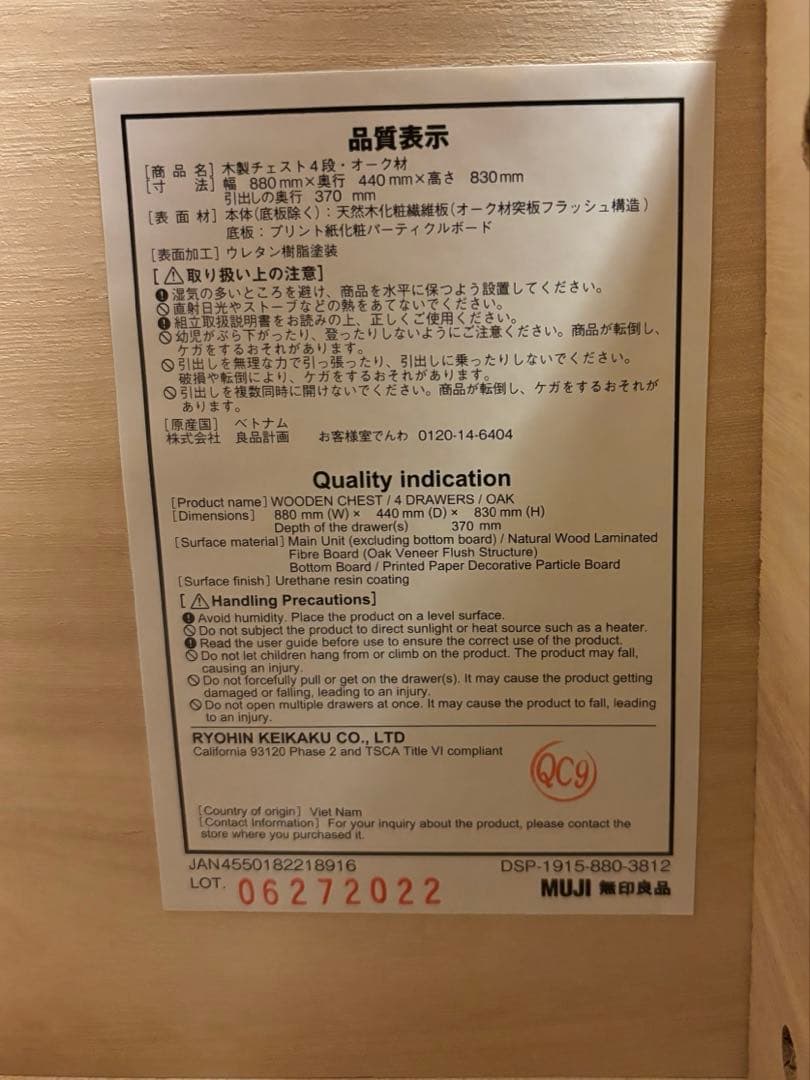 品質表示
[商 品 名] 木製チェスト4段・オーク材
[寸 法] 幅 880mm×奥行 440mm×高さ 830mm
引出しの奥行 370 mm
[表 面 材] 本体(底板除く):天然木化粧繊維板(オーク材突板フラッシュ構造)
底板:プリント紙化粧パーティクルボード
[表面加工] ウレタン樹脂塗装
[⚠取り扱い上の注意]
湿気の多いところを避け、商品を水平に保つよう設置してください。
直射日光やストーブなどの熱をあてないでください。
組立取扱説明書をお読みの上、正しくご使用ください。
幼児がぶら下がったり、登ったりしないようにご注意ください。商品が転倒し、
ケガをするおそれがあります。
引出しを無理な力で引っ張ったり、引出しに乗ったりしないでください。
破損や転倒により、ケガをするおそれがあります。
引出しを複数同時に開けないでください。商品が転倒し、ケガをするおそれが
あります。
[原産国] ベトナム
株式会社 良品計画 お客様室でんわ 0120-14-6404
Quality indication
[Product name] WOODEN CHEST / 4 DRAWERS / OAK
[Dimensions] 880 mm (W) × 440 mm (D) × 830 mm (H)
Depth of the drawer(s) 370 mm
[Surface material] Main Unit (excluding bottom board) / Natural Wood Laminated
Fibre Board (Oak Veneer Flush Structure)
Bottom Board / Printed Paper Decorative Particle Board
[Surface finish] Urethane resin coating
[⚠Handling Precautions]
Avoid humidity. Place the product on a level surface.
Do not subject the product to direct sunlight or heat source such as a heater.
Read the user guide before use to ensure the correct use of the product.
Do not let children hang from or climb on the product. The product may fall,
causing an injury.
Do not forcefully pull or get on the drawer(s). It may cause the product getting
damaged or falling, leading to an injury.
Do not open multiple drawers at once. It may cause the product to fall, leading
to an injury.
RYOHIN KEIKAKU CO., LTD
California 93120 Phase 2 and TSCA Title VI compliant
QC9
[Country of origin] Viet Nam
[Contact Information] For your inquiry about the product, please contact the
store where you purchased it.
JAN4550182218916 DSP-1915-880-3812
LOT. 06272022 MUJI 無印良品